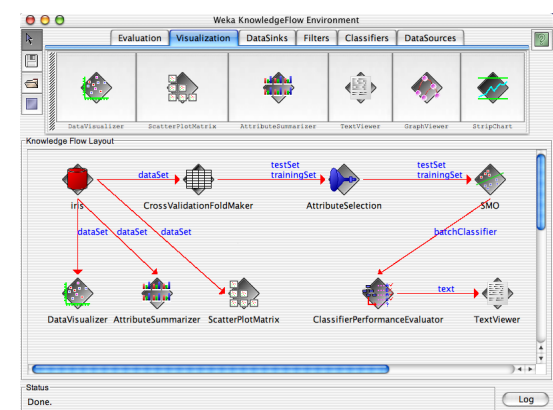 Weka KnowledgeFlow Environment
Evaluation Visualization DataSinks Filters Classifiers DataSources
DataVisualizer ScatterPlotMatrix AttributeSummarizer TextViewer GraphViewer StripChart
Knowledge Flow Layout
dataSet testSet testSet
trainingSet trainingSet
iris CrossValidationFoldMaker AttributeSelection SMO
dataSet dataSet dataSet batchClassifier
text
DataVisualizer AttributeSummarizer ScatterPlotMatrix ClassifierPerformanceEvaluator TextViewer
Status
Done. Log